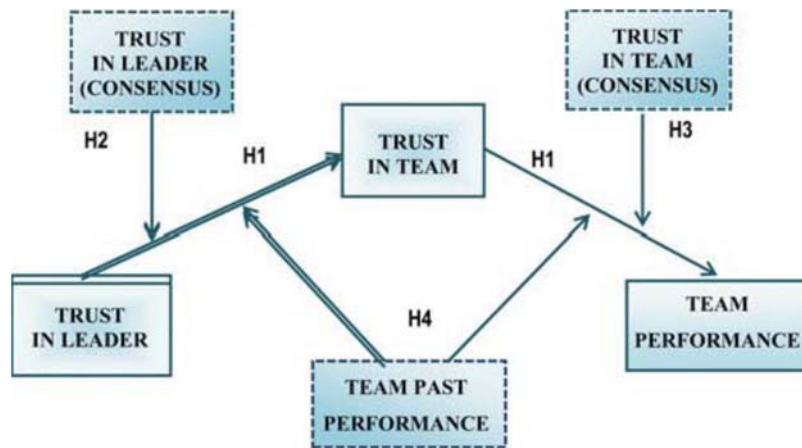 TRUST
IN LEADER
(CONSENSUS)
TRUST
IN TEAM
(CONSENSUS)
H2
H1
TRUST
IN TEAM
H1
H3
TRUST
IN LEADER
H4
TEAM
PERFORMANCE
TEAM PAST
PERFORMANCE